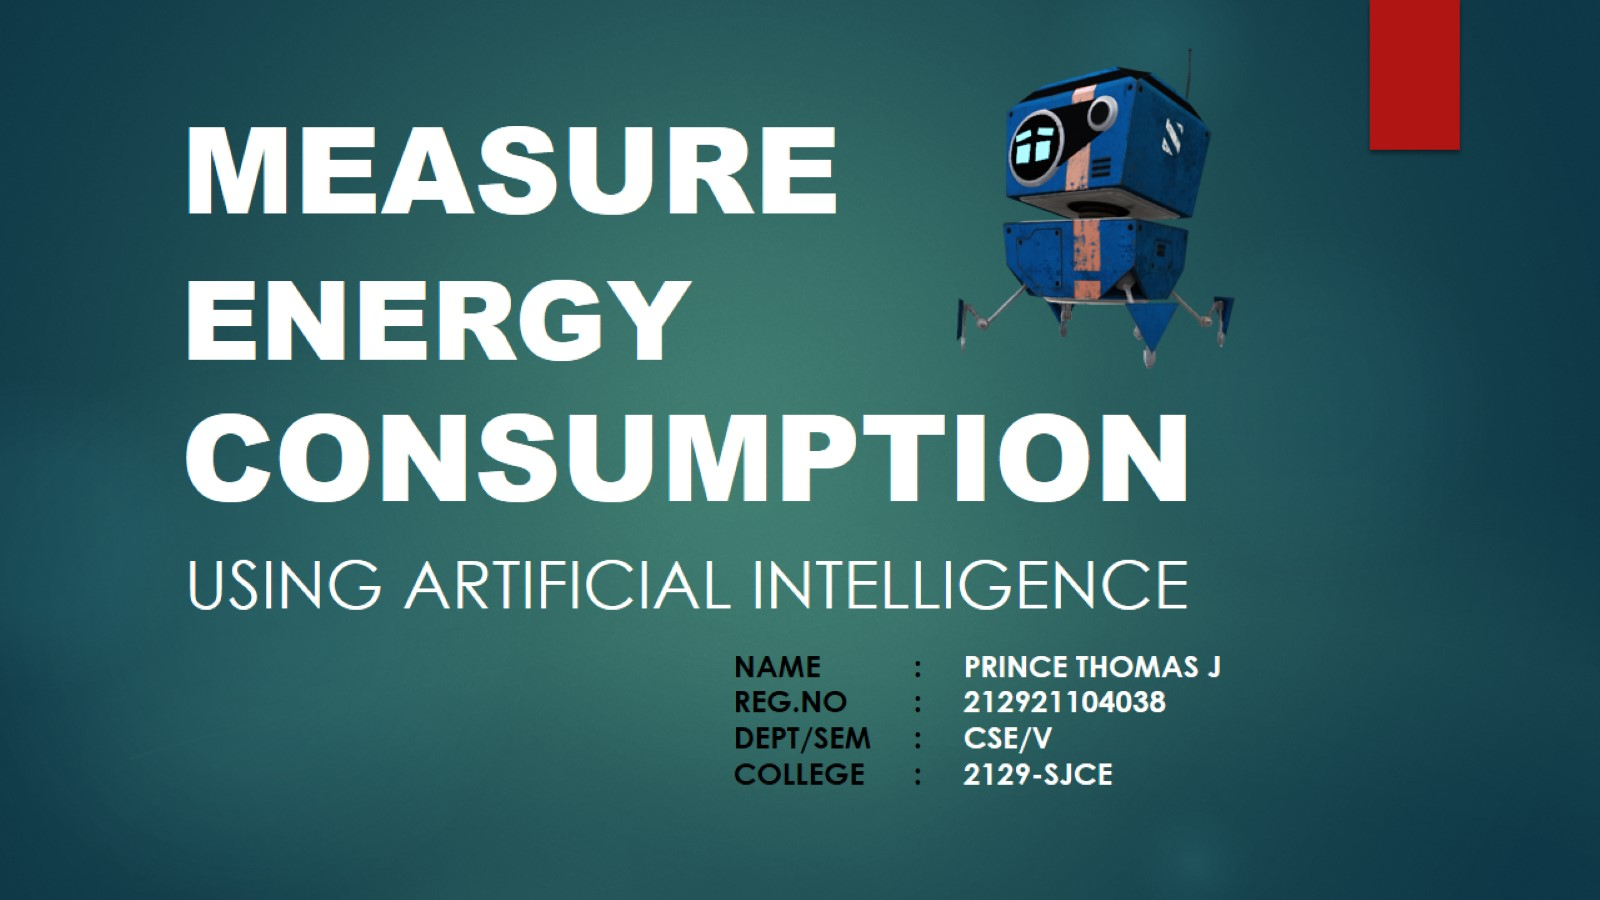 MEASURE
ENERGY
CONSUMPTION
USING ARTIFICIAL INTELLIGENCE
NAME : PRINCE THOMAS J
REG.NO : 212921104038
DEPT/SEM : CSE/V
COLLEGE : 2129-SJCE